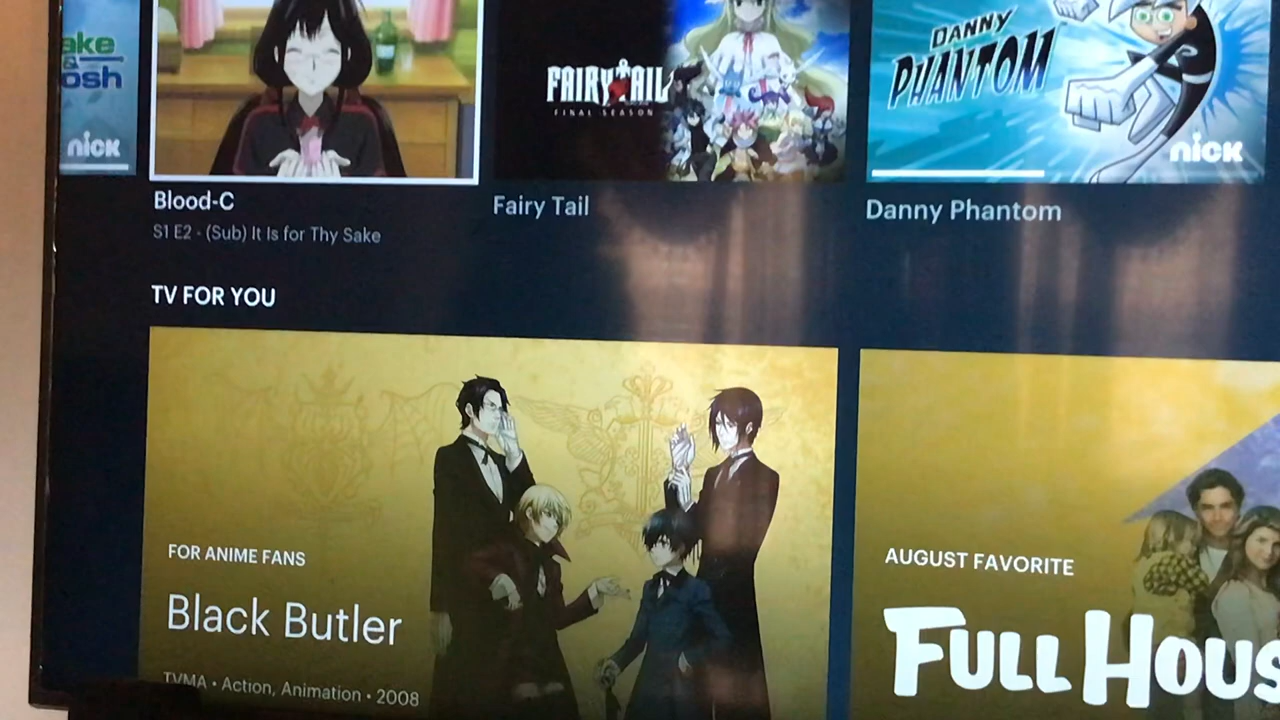 ake
&
osh
nick
FAIRY TAIL
FINAL SEASON
DANNY
PHANTOM
nick
Blood-C
S1 E2 - (Sub) It Is for Thy Sake
Fairy Tail
Danny Phantom
TV FOR YOU
FOR ANIME FANS
Black Butler
TVMA • Action, Animation • 2008
AUGUST FAVORITE
FULL HOUS